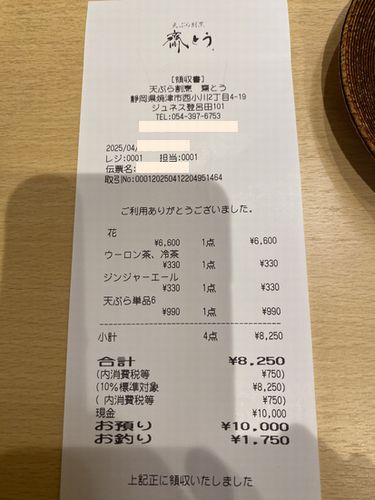 天ぷら割烹
齋とう
[領収書]
天ぷら割烹 齋とう
静岡県焼津市西小川2丁目4-19
ジュネス登呂田101
TEL:054-397-6753
2025/04/
レジ:0001 担当:0001
伝票名:
取引No:00012025041220495​1464
ご利用ありがとうございました。
花
¥6,600 1点 ¥6,600
ウーロン茶、冷茶
¥330 1点 ¥330
ジンジャーエール
¥330 1点 ¥330
天ぷら単品6
¥990 1点 ¥990
小計 4点 ¥8,250
合計 ¥8,250
(内消費税等 ¥750)
(10%標準対象 ¥8,250)
( 内消費税等 ¥750)
現金 ¥10,000
お預り ¥10,000
お釣り ¥1,750
上記正に領収いたしました